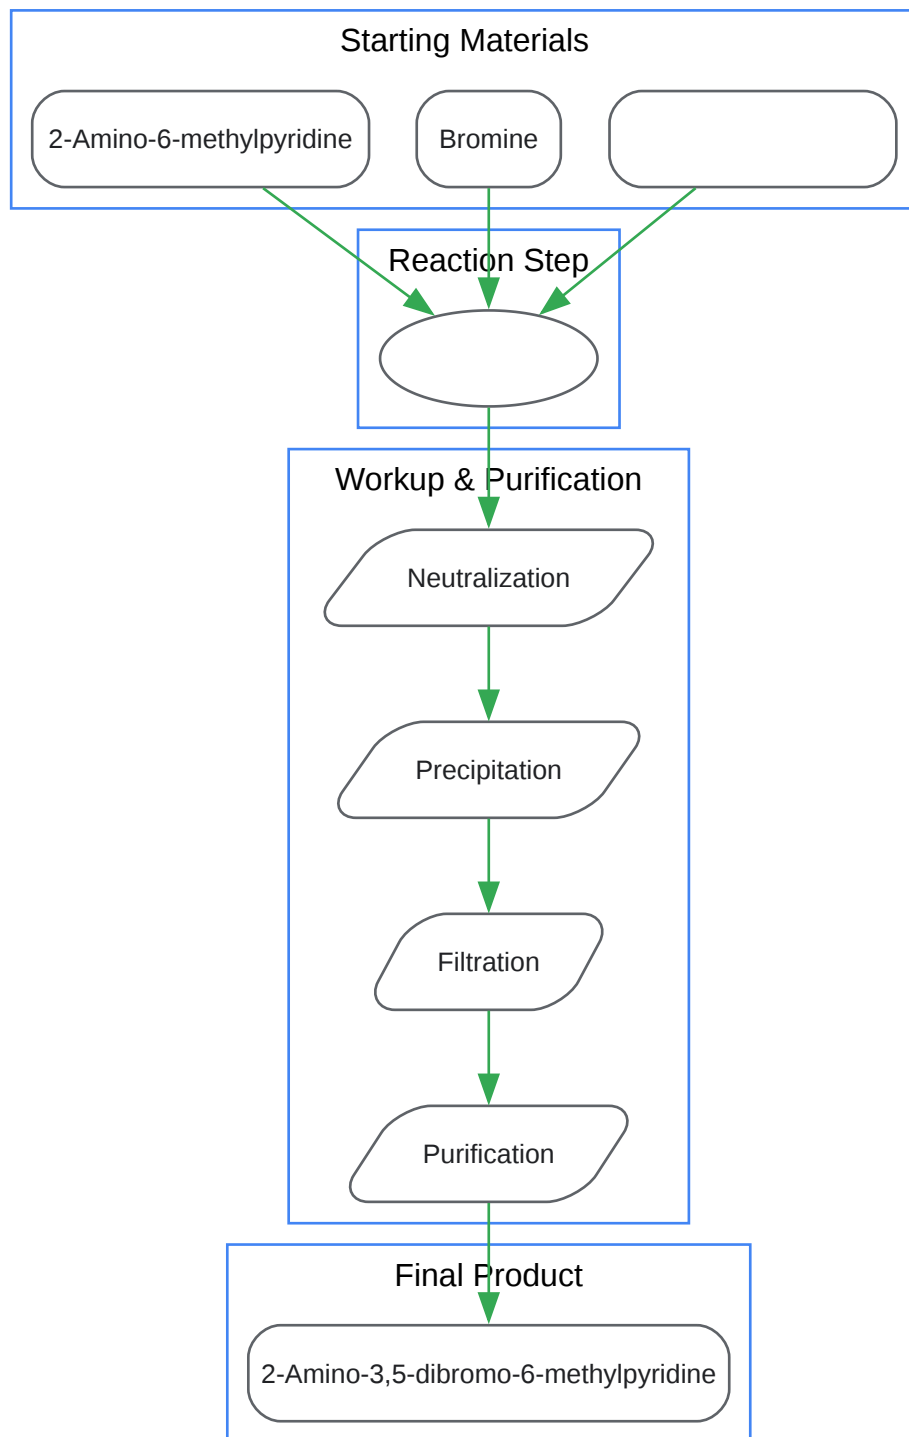 Starting Materials
2-Amino-6-methylpyridine
Bromine
Reaction Step
Workup & Purification
Neutralization
Precipitation
Filtration
Purification
Final Product
2-Amino-3,5-dibromo-6-methylpyridine